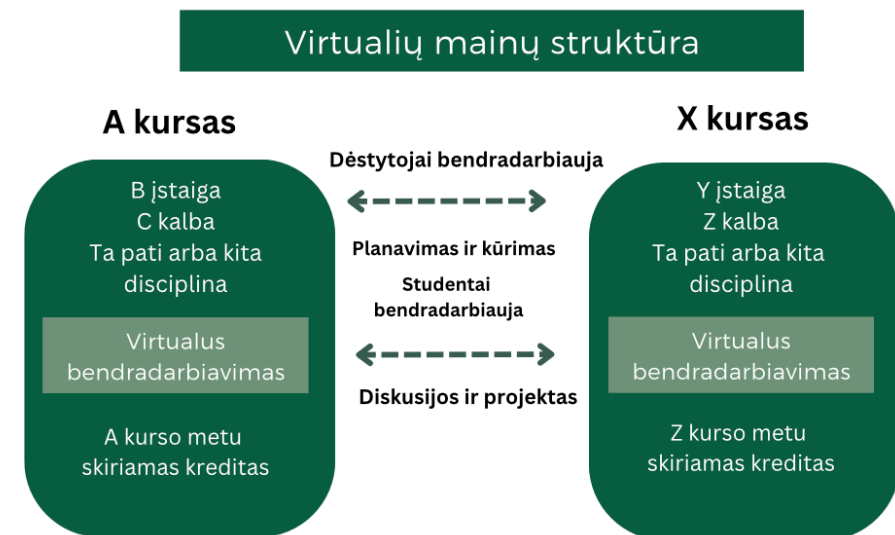 Virtualių mainų struktūra
A kursas
B įstaiga
C kalba
Ta pati arba kita
disciplina
Virtualus
bendradarbiavimas
A kurso metu
skiriamas kreditas
Dėstytojai bendradarbiauja
Planavimas ir kūrimas
Studentai
bendradarbiauja
Diskusijos ir projektas
X kursas
Y įstaiga
Z kalba
Ta pati arba kita
disciplina
Virtualus
bendradarbiavimas
Z kurso metu
skiriamas kreditas